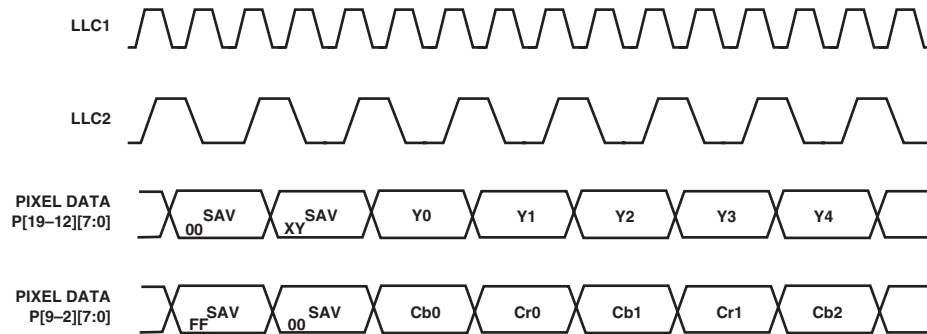 LLC1
LLC2
PIXEL DATA
P[19–12][7:0]
SAV
00
SAV
XY
Y0
Y1
Y2
Y3
Y4
PIXEL DATA
P[9–2][7:0]
SAV
FF
SAV
00
Cb0
Cr0
Cb1
Cr1
Cb2